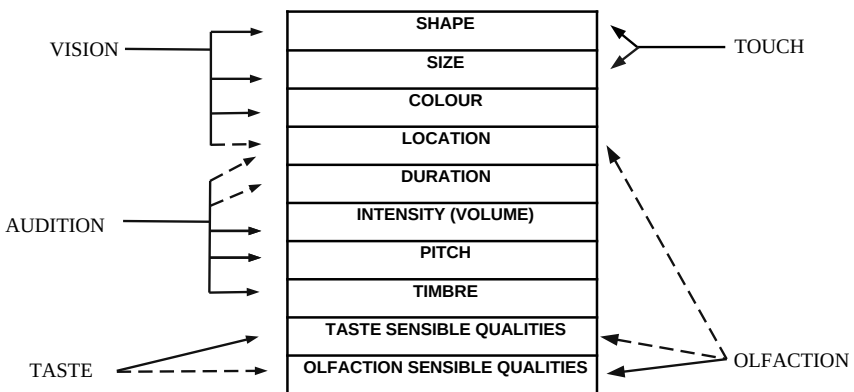 SHAPE
VISION
TOUCH
SIZE
COLOUR
LOCATION
DURATION
AUDITION
INTENSITY (VOLUME)
PITCH
TIMBRE
TASTE SENSIBLE QUALITIES
TASTE
OLFACTION SENSIBLE QUALITIES
OLFACTION